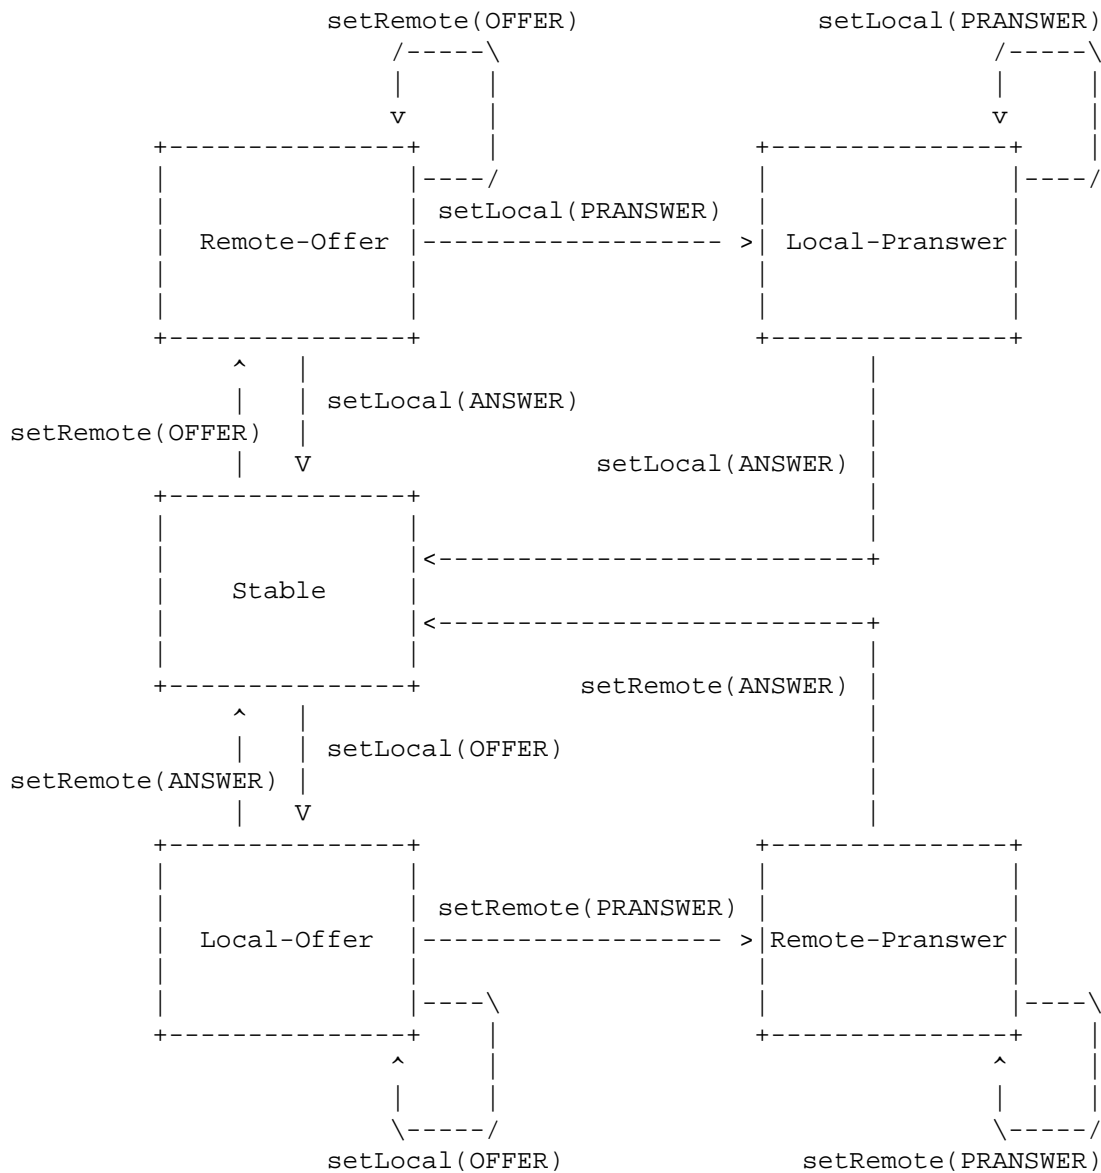 setRemote(OFFER) setLocal(PRANSWER)
setLocal(PRANSWER)
Remote-Offer Local-Pranswer
setLocal(ANSWER)
setRemote(OFFER)
setLocal(ANSWER)
Stable
setRemote(ANSWER)
setLocal(OFFER)
setRemote(ANSWER)
setRemote(PRANSWER)
Local-Offer Remote-Pranswer
setLocal(OFFER) setRemote(PRANSWER)